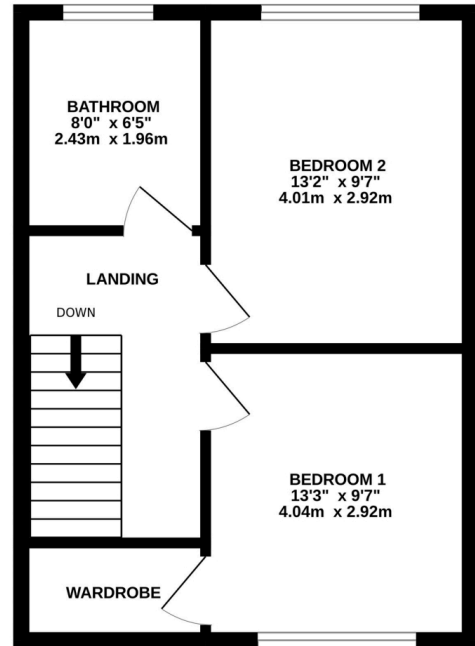 BATHROOM
8'0" x 6'5"
2.43m x 1.96m
BEDROOM 2
13'2" x 9'7"
4.01m x 2.92m
LANDING
DOWN
BEDROOM 1
13'3" x 9'7"
4.04m x 2.92m
WARDROBE